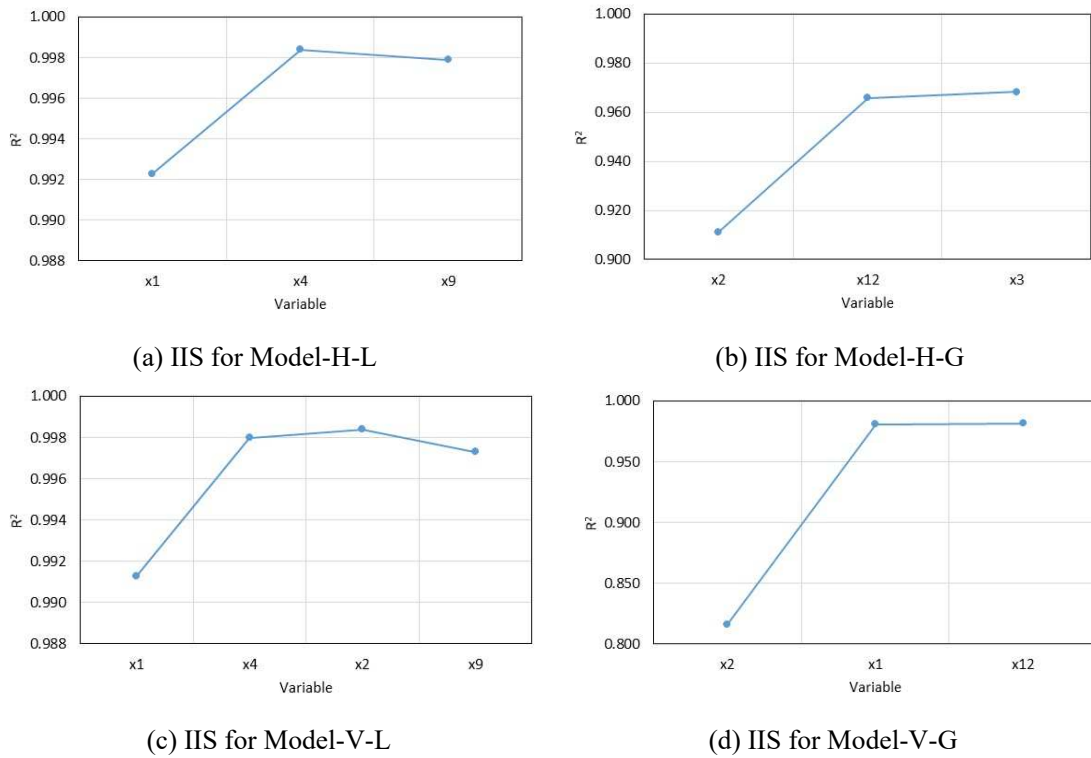 1.000
0.998
0.996
0.994
0.992
0.990
0.988
R²
x1 x4 x9
Variable
(a) IIS for Model-H-L
1.000
0.980
0.960
0.940
0.920
0.900
R²
x2 x12 x3
Variable
(b) IIS for Model-H-G
1.000
0.998
0.996
0.994
0.992
0.990
0.988
R²
x1 x4 x2 x9
Variable
(c) IIS for Model-V-L
1.000
0.950
0.900
0.850
0.800
R²
x2 x1 x12
Variable
(d) IIS for Model-V-G